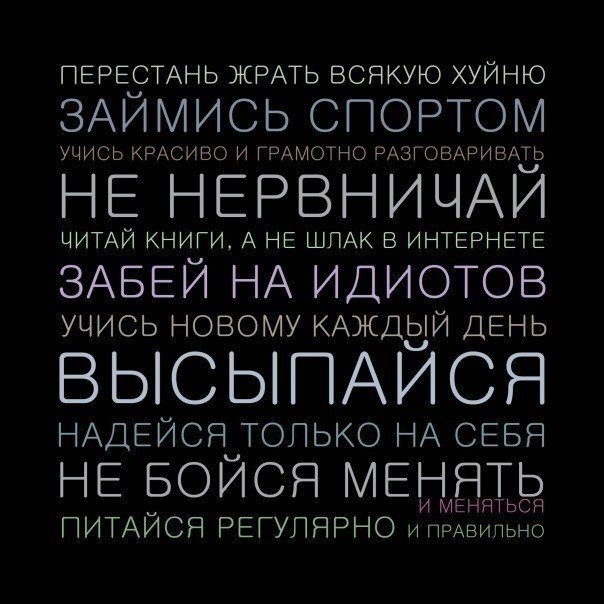 ПЕРЕСТАНЬ ЖРАТЬ ВСЯКУЮ ХУЙНЮ
ЗАЙМИСЬ СПОРТОМ
УЧИСЬ КРАСИВО И ГРАМОТНО РАЗГОВАРИВАТЬ
НЕ НЕРВНИЧАЙ
ЧИТАЙ КНИГИ, А НЕ ШЛАК В ИНТЕРНЕТЕ
ЗАБЕЙ НА ИДИОТОВ
УЧИСЬ НОВОМУ КАЖДЫЙ ДЕНЬ
ВЫСЫПАЙСЯ
НАДЕЙСЯ ТОЛЬКО НА СЕБЯ
НЕ БОЙСЯ МЕНЯТЬ
И МЕНЯТЬСЯ
ПИТАЙСЯ РЕГУЛЯРНО И ПРАВИЛЬНО